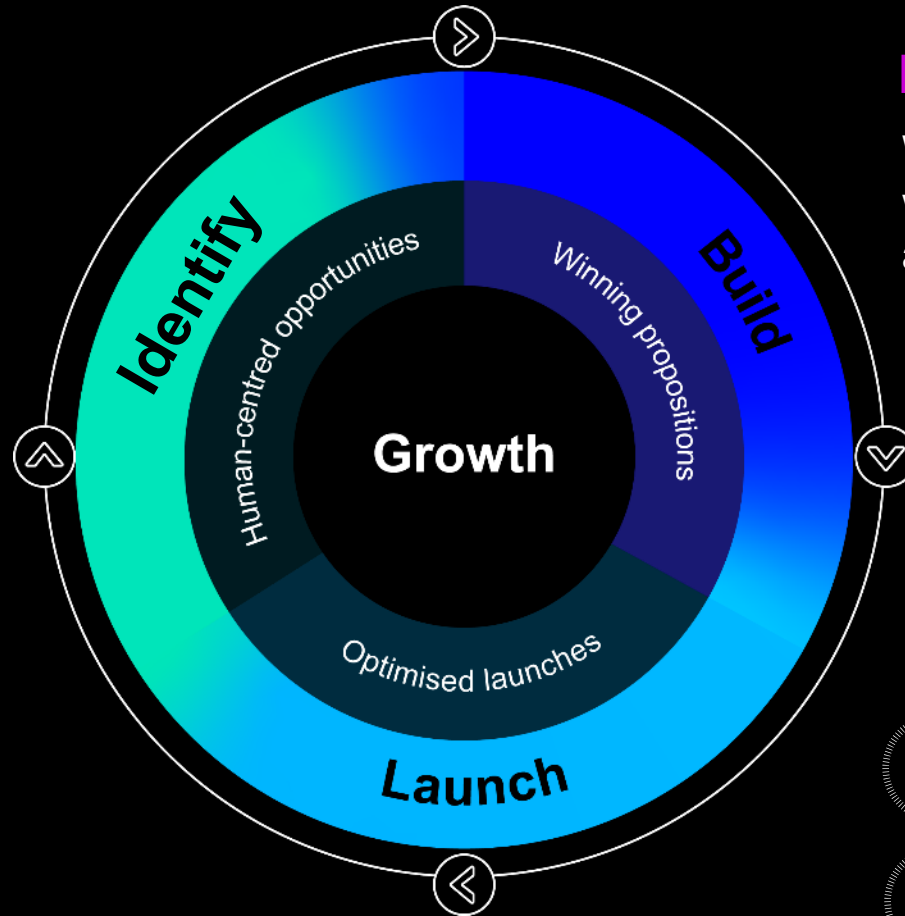 Identify
Human-centred opportunities
Build
Winning propositions
Growth
Optimised launches
Launch